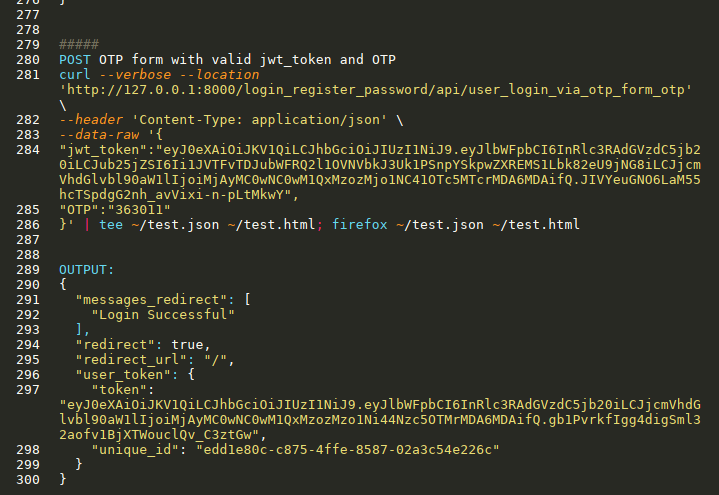 276 }
277
278
279 #####
280 POST OTP form with valid jwt_token and OTP
281 curl --verbose --location
'http://127.0.0.1:8000/login_register_password/api/user_login_via_otp_form_otp'
\
282 --header 'Content-Type: application/json' \
283 --data-raw '{
284 "jwt_token":"eyJ0eXAiOiJKV1QiLCJhbGciOiJIUzI1NiJ9.eyJlbWFpbCI6InRlc3RAdGVzdC5jb2
0iLCJub25jZSI6Ii1JVTFvTDJubWFRQ2l1OVNVbkJ3Uk1PSnpYSkpwZXREMS1Lbk82eU9jNG8iLCJjcm
VhdGlvbl90aW1lIjoiMjAyMC0wNC0wM1QxMzozMjo1NC41OTc5MTcrMDA6MDAifQ.JIVYeuGNO6LaM55
hcTSpdgG2nh_avVixi-n-pLtMkwY",
285 "OTP":"363011"
286 }' | tee ~/test.json ~/test.html; firefox ~/test.json ~/test.html
287
288
289 OUTPUT:
290 {
291 "messages_redirect": [
292 "Login Successful"
293 ],
294 "redirect": true,
295 "redirect_url": "/",
296 "user_token": {
297 "token":
"eyJ0eXAiOiJKV1QiLCJhbGciOiJIUzI1NiJ9.eyJlbWFpbCI6InRlc3RAdGVzdC5jb20iLCJjcmVhdG
lvbl90aW1lIjoiMjAyMC0wNC0wM1QxMzozMzo1Ni44Nzc5OTMrMDA6MDAifQ.gb1PvrkfIgg4digSml3
2aofv1BjXTWouclQv_C3ztGw",
298 "unique_id": "edd1e80c-c875-4ffe-8587-02a3c54e226c"
299 }
300 }